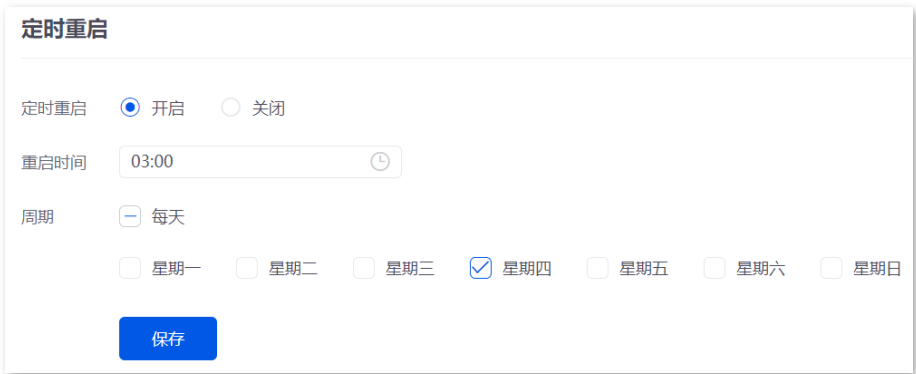 定时重启
定时重启 开启 关闭
重启时间 03:00
周期 每天
星期一 星期二 星期三 星期四 星期五 星期六 星期日
保存